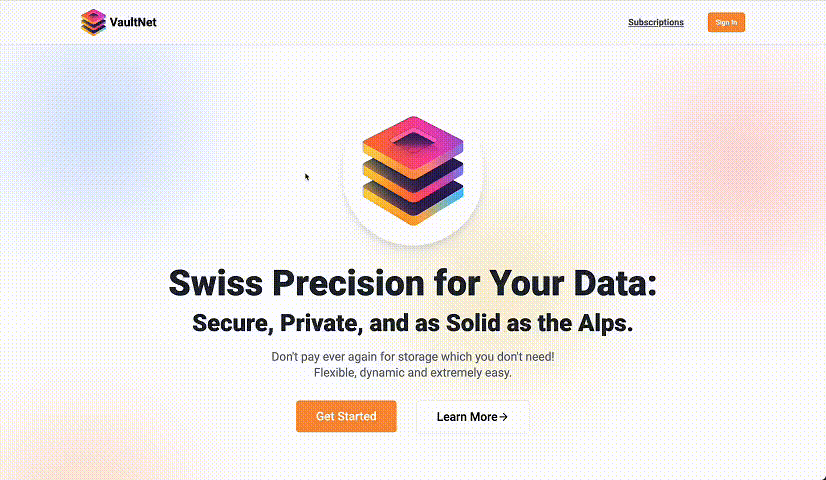 VaultNet
Subscriptions
Sign In
Swiss Precision for Your Data:
Secure, Private, and as Solid as the Alps.
Don't pay ever again for storage which you don't need!
Flexible, dynamic and extremely easy.
Get Started
Learn More→